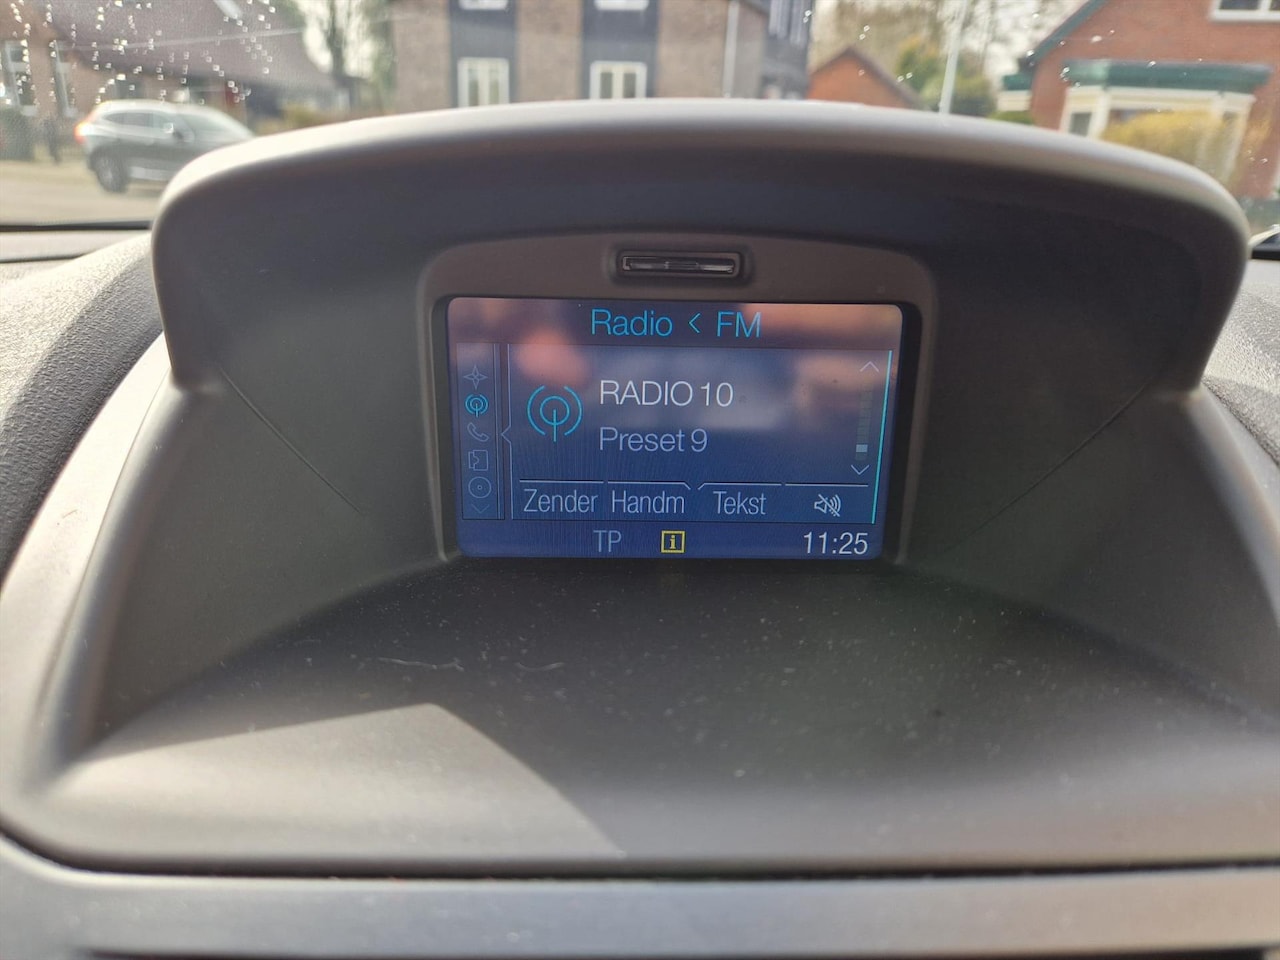 Radio < FM
RADIO 10
Preset 9
Zender Handm Tekst
TP i 11:25